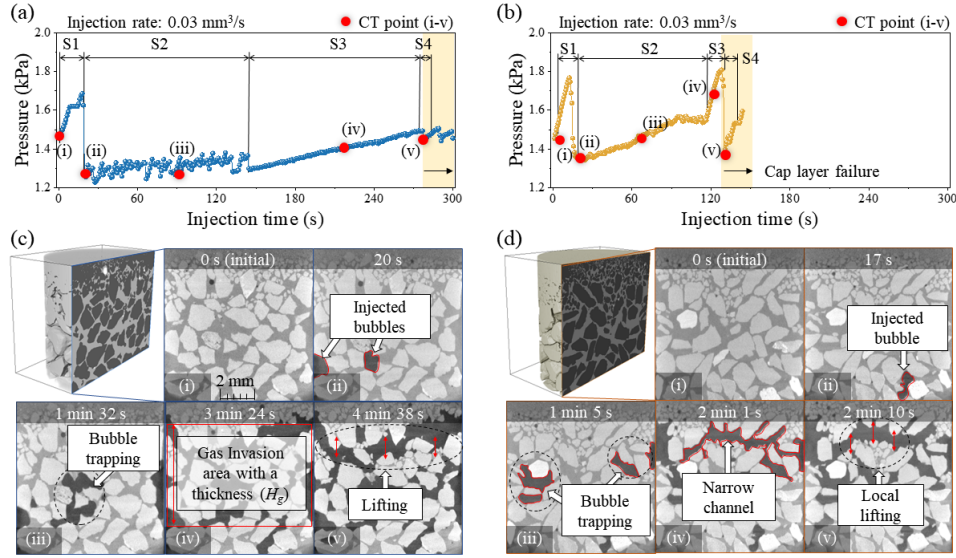 (a)
Injection rate: 0.03 mm³/s
CT point (i-v)
S1
S2
S3
S4
Pressure (kPa)
2.0
1.8
1.6
1.4
1.2
(i)
(ii)
(iii)
(iv)
(v)
0
60
120
180
240
300
Injection time (s)
(b)
Injection rate: 0.03 mm³/s
CT point (i-v)
S1
S2
S3
S4
Pressure (kPa)
2.0
1.8
1.6
1.4
1.2
(i)
(ii)
(iii)
(iv)
(v)
Cap layer failure
0
60
120
180
240
300
Injection time (s)
(c)
0 s (initial)
2 mm
(i)
20 s
Injected
bubbles
(ii)
1 min 32 s
Bubble
trapping
(iii)
3 min 24 s
Gas Invasion
area with a
thickness (Hg)
(iv)
4 min 38 s
Lifting
(v)
(d)
0 s (initial)
(i)
17 s
Injected
bubble
(ii)
1 min 5 s
Bubble
trapping
(iii)
2 min 1 s
Narrow
channel
(iv)
2 min 10 s
Local
lifting
(v)